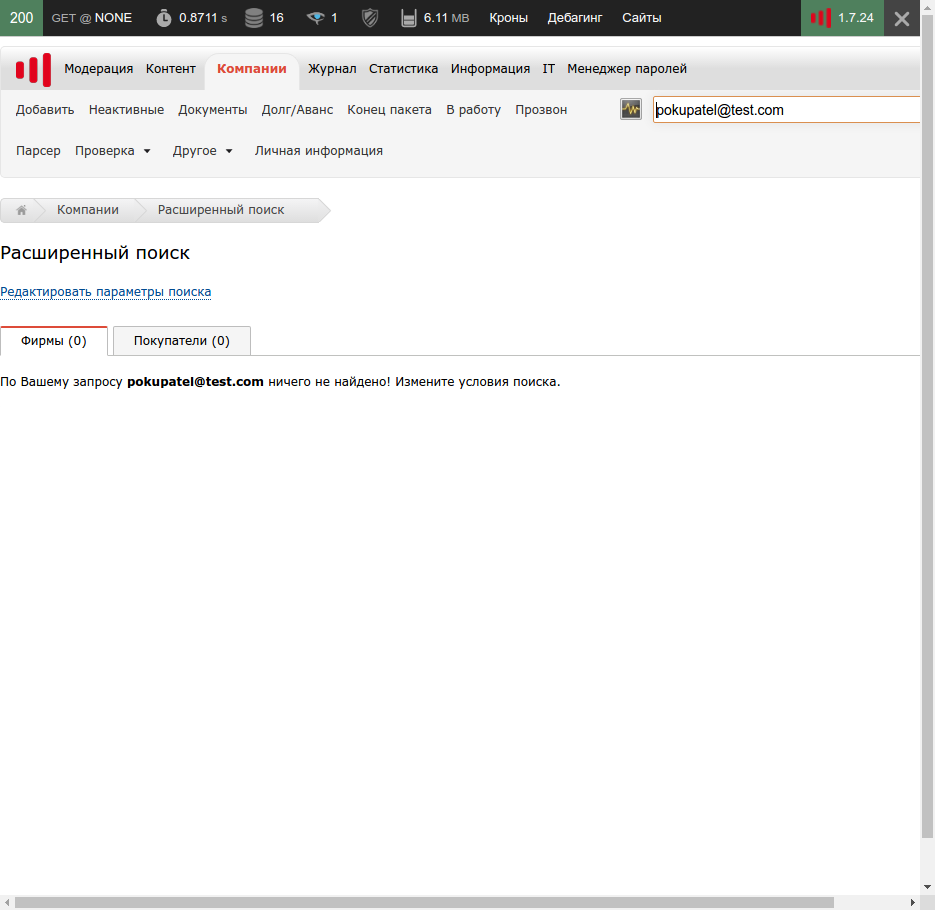 200 GET @ NONE 0.8711 s 16 1 6.11 MB Кроны Дебагинг Сайты 1.7.24
Модерация Контент Компании Журнал Статистика Информация IT Менеджер паролей
Добавить Неактивные Документы Долг/Аванс Конец пакета В работу Прозвон pokupatel@test.com
Парсер Проверка Другое Личная информация
Компании Расширенный поиск
Расширенный поиск
Редактировать параметры поиска
Фирмы (0) Покупатели (0)
По Вашему запросу pokupatel@test.com ничего не найдено! Измените условия поиска.